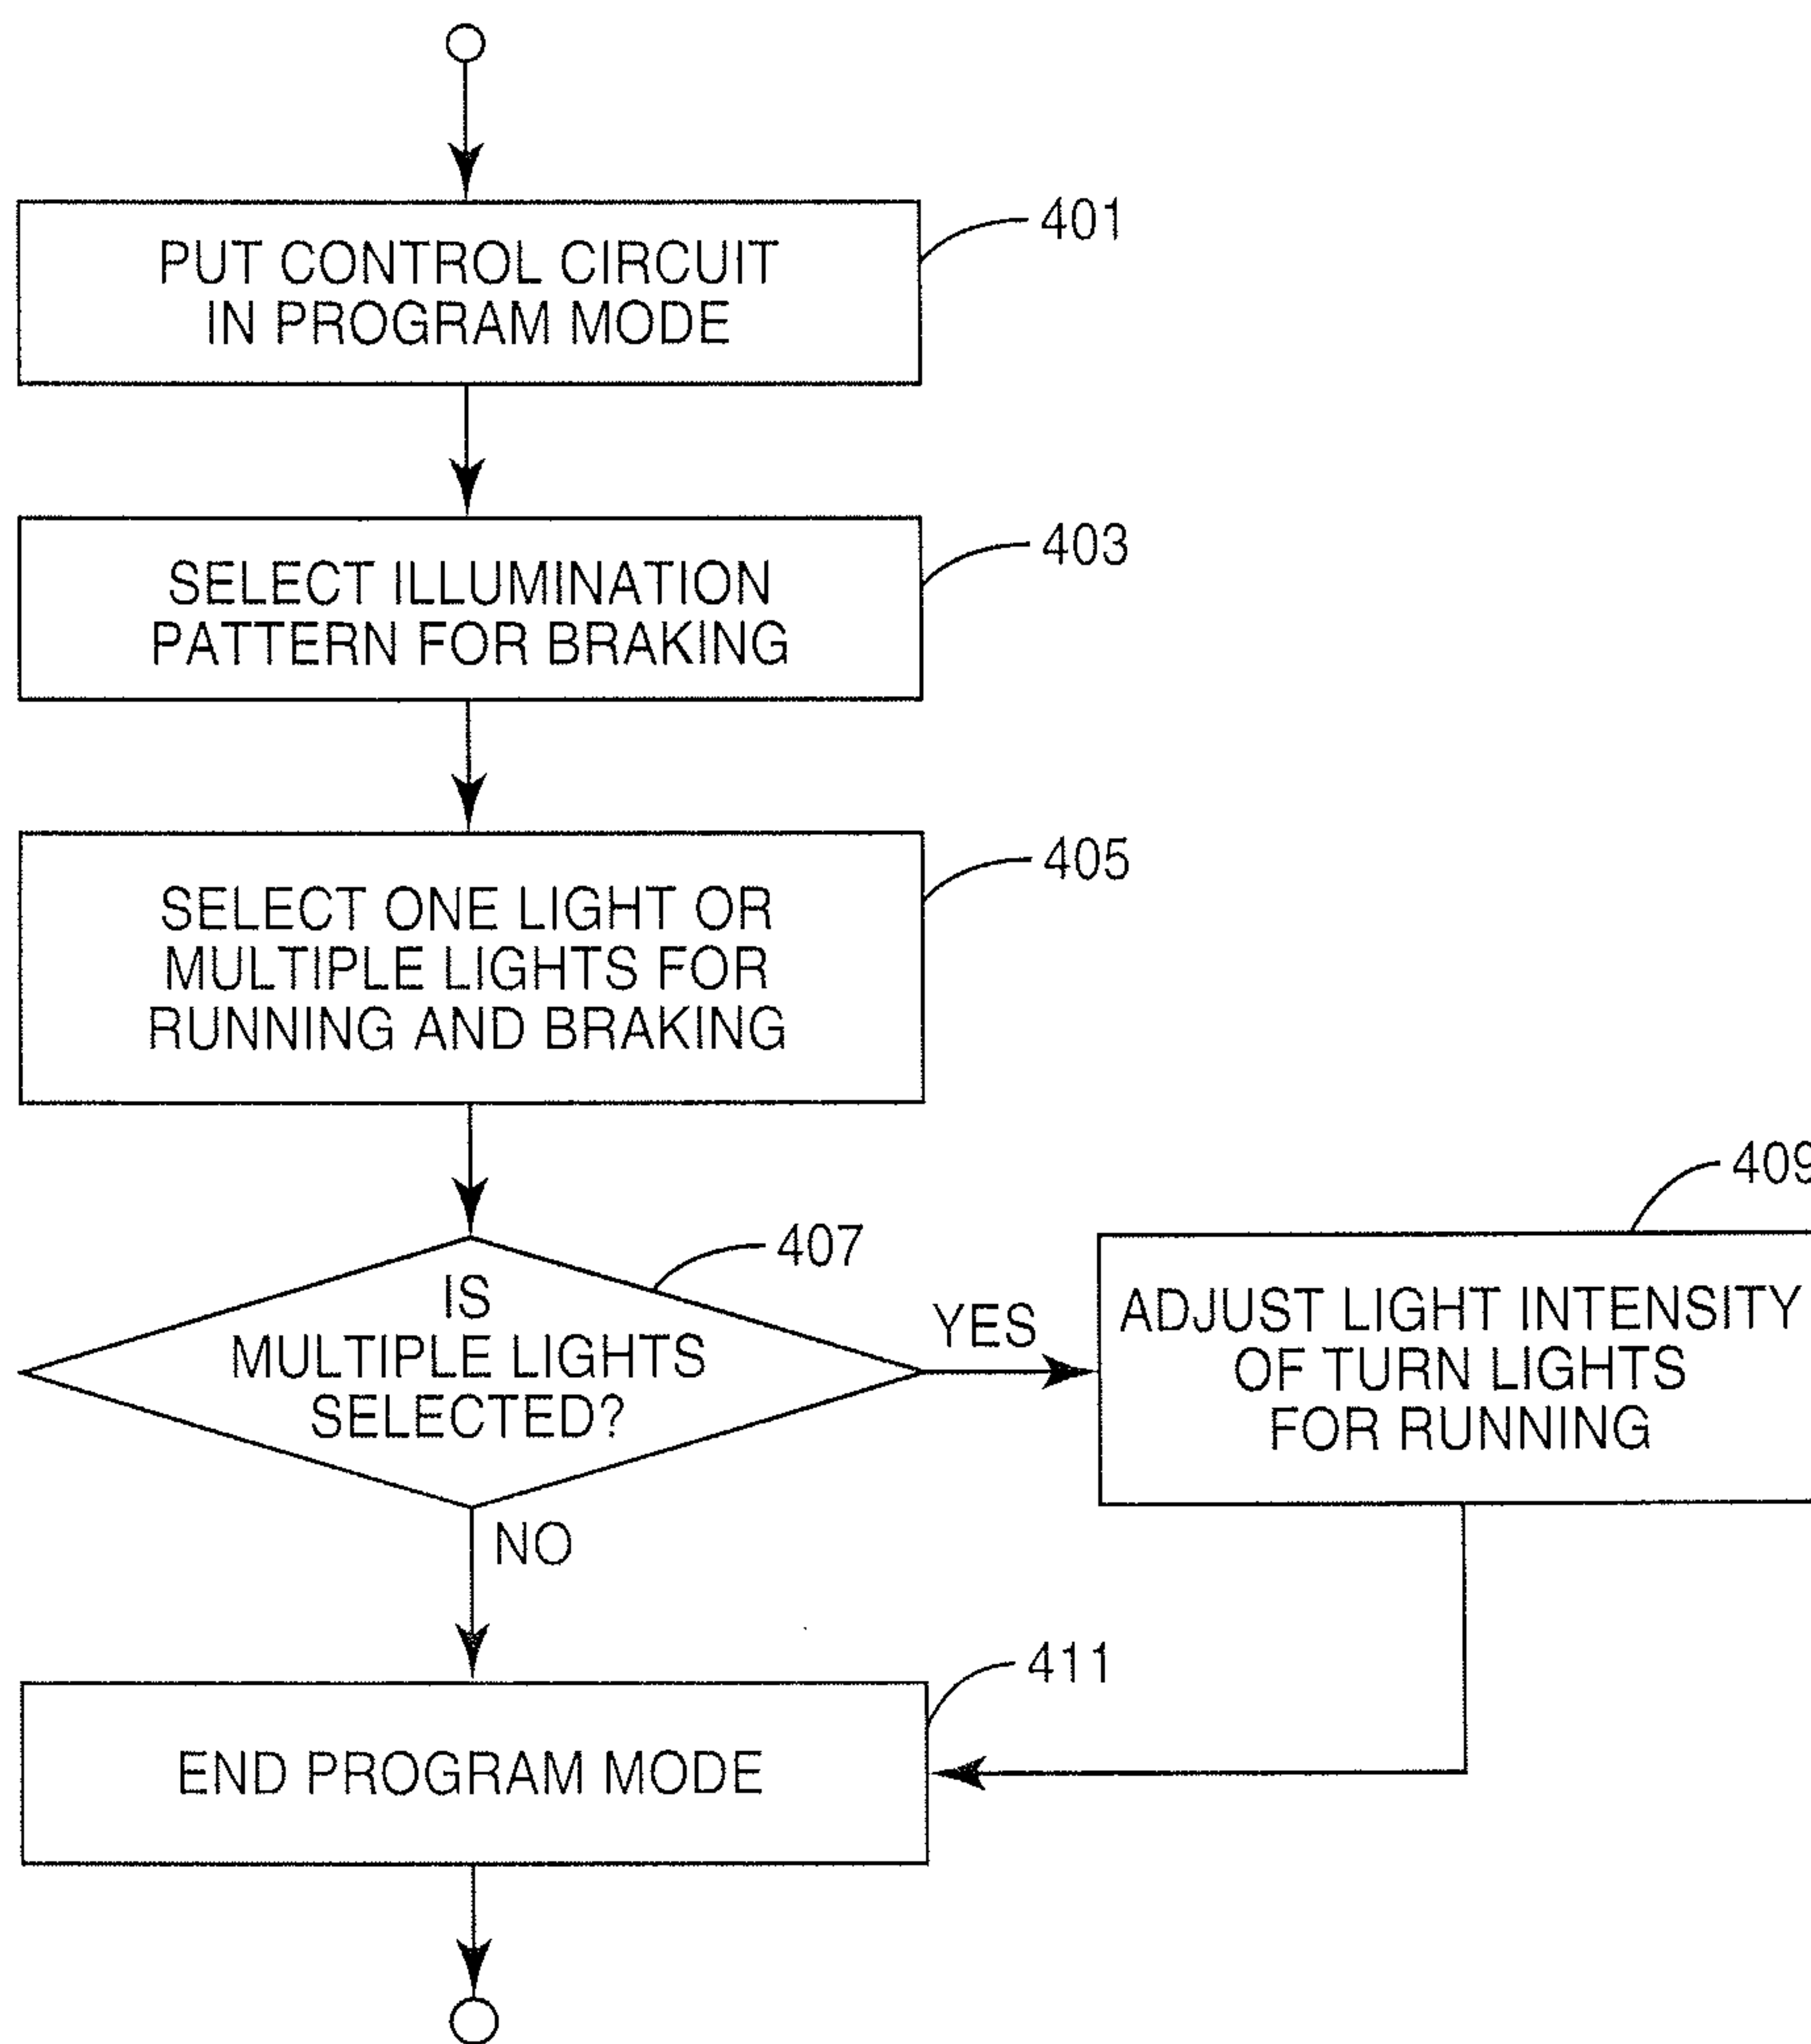 PUT CONTROL CIRCUIT
IN PROGRAM MODE
401
SELECT ILLUMINATION
PATTERN FOR BRAKING
403
SELECT ONE LIGHT OR
MULTIPLE LIGHTS FOR
RUNNING AND BRAKING
405
IS
MULTIPLE LIGHTS
SELECTED?
407
YES
ADJUST LIGHT INTENSITY
OF TURN LIGHTS
FOR RUNNING
409
NO
END PROGRAM MODE
411